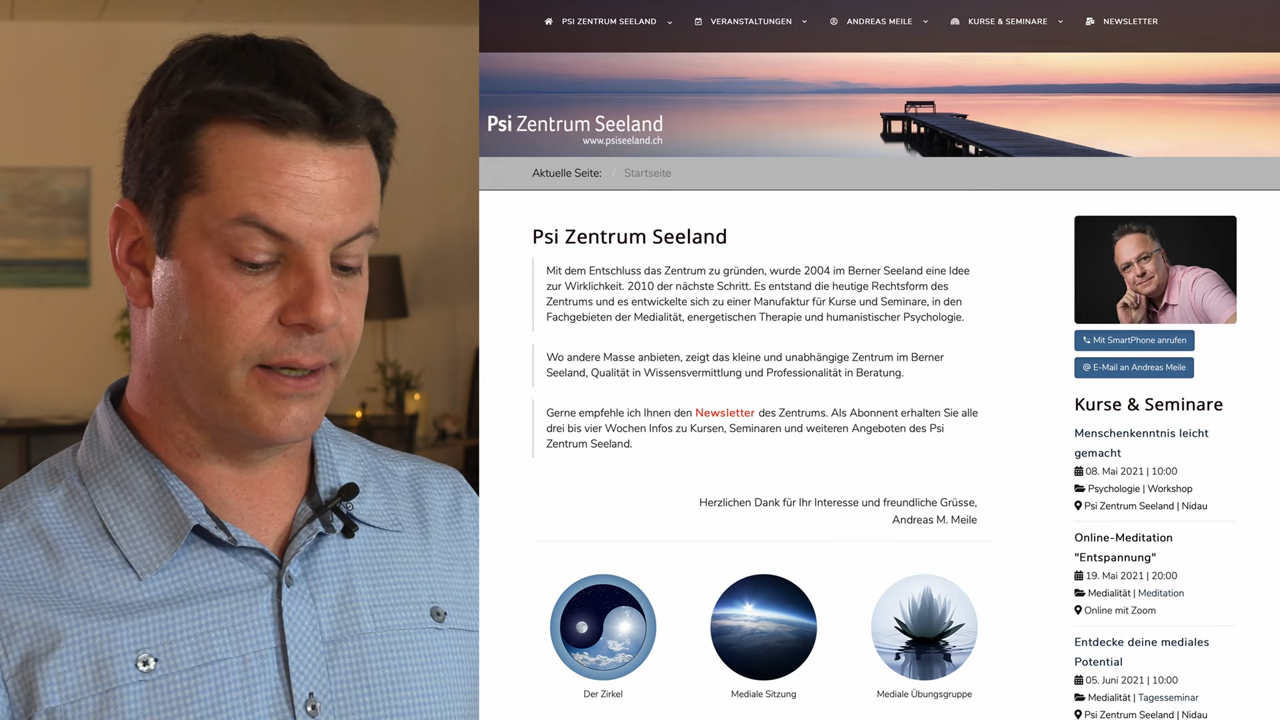 PSI ZENTRUM SEELAND
VERANSTALTUNGEN
ANDREAS MEILE
KURSE & SEMINARE
NEWSLETTER
Psi Zentrum Seeland
www.psiseeland.ch
Aktuelle Seite: / Startseite
Psi Zentrum Seeland
Mit dem Entschluss das Zentrum zu gründen, wurde 2004 im Berner Seeland eine Idee
zur Wirklichkeit. 2010 der nächste Schritt. Es entstand die heutige Rechtsform des
Zentrums und es entwickelte sich zu einer Manufaktur für Kurse und Seminare, in den
Fachgebieten der Medialität, energetischen Therapie und humanistischer Psychologie.
Wo andere Masse anbieten, zeigt das kleine und unabhängige Zentrum im Berner
Seeland, Qualität in Wissensvermittlung und Professionalität in Beratung.
Gerne empfehle ich Ihnen den Newsletter des Zentrums. Als Abonnent erhalten Sie alle
drei bis vier Wochen Infos zu Kursen, Seminaren und weiteren Angeboten des Psi
Zentrum Seeland.
Herzlichen Dank für Ihr Interesse und freundliche Grüsse,
Andreas M. Meile
Der Zirkel
Mediale Sitzung
Mediale Übungsgruppe
Mit SmartPhone anrufen
@ E-Mail an Andreas Meile
Kurse & Seminare
Menschenkenntnis leicht
gemacht
08. Mai 2021 | 10:00
Psychologie | Workshop
Psi Zentrum Seeland | Nidau
Online-Meditation
"Entspannung"
19. Mai 2021 | 20:00
Medialität | Meditation
Online mit Zoom
Entdecke deine mediales
Potential
05. Juni 2021 | 10:00
Medialität | Tagesseminar
Psi Zentrum Seeland | Nidau